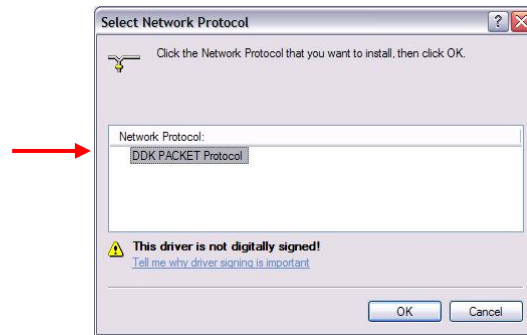 Select Network Protocol
Click the Network Protocol that you want to install, then click OK.
Network Protocol:
DDK PACKET Protocol
This driver is not digitally signed!
Tell me why driver signing is important
OK Cancel